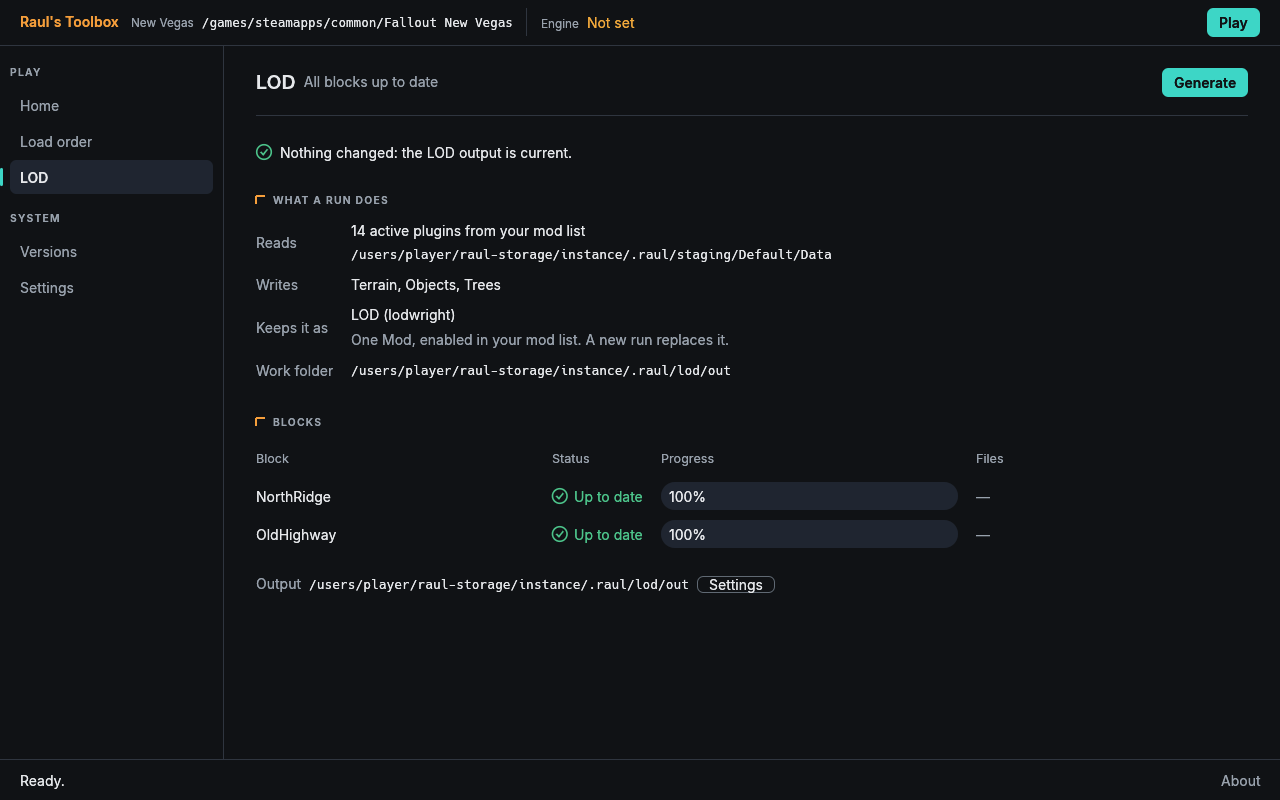 Raul's Toolbox New Vegas /games/steamapps/common/Fallout New Vegas Engine Not set Play
PLAY
Home
Load order
LOD
SYSTEM
Versions
Settings
LOD All blocks up to date Generate
Nothing changed: the LOD output is current.
WHAT A RUN DOES
Reads 14 active plugins from your mod list
/users/player/raul-storage/instance/.raul/staging/Default/Data
Writes Terrain, Objects, Trees
Keeps it as LOD (lodwright)
One Mod, enabled in your mod list. A new run replaces it.
Work folder /users/player/raul-storage/instance/.raul/lod/out
BLOCKS
Block Status Progress Files
NorthRidge Up to date 100% —
OldHighway Up to date 100% —
Output /users/player/raul-storage/instance/.raul/lod/out Settings
Ready. About